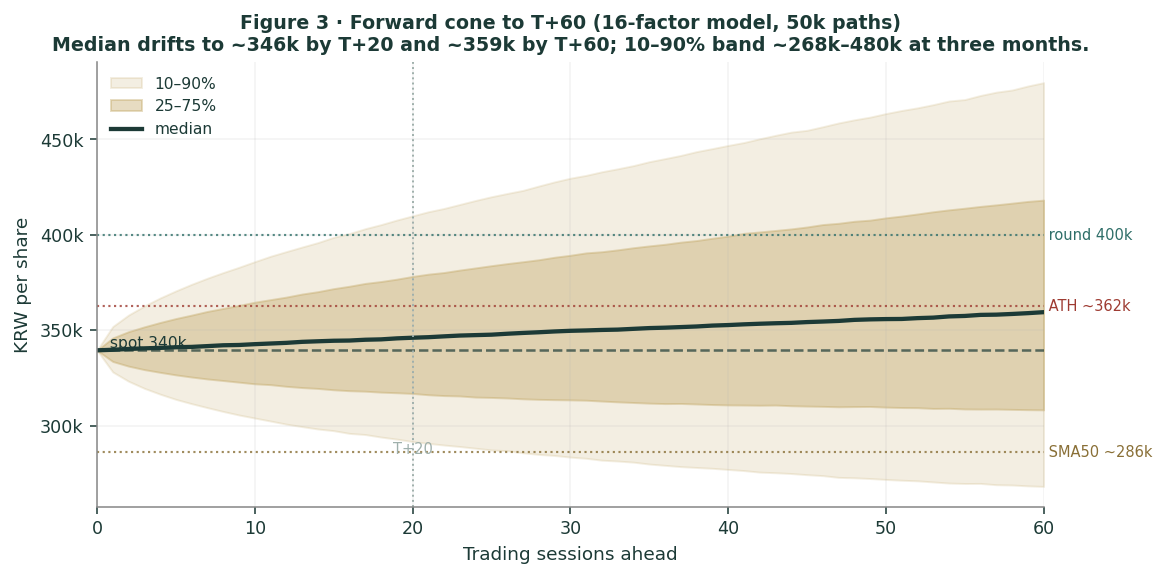 Figure 3 · Forward cone to T+60 (16-factor model, 50k paths)
Median drifts to ~346k by T+20 and ~359k by T+60; 10–90% band ~268k–480k at three months.
10–90%
25–75%
median
450k
400k
350k
300k
KRW per share
spot 340k
T+20
round 400k
ATH ~362k
SMA50 ~286k
0
10
20
30
40
50
60
Trading sessions ahead